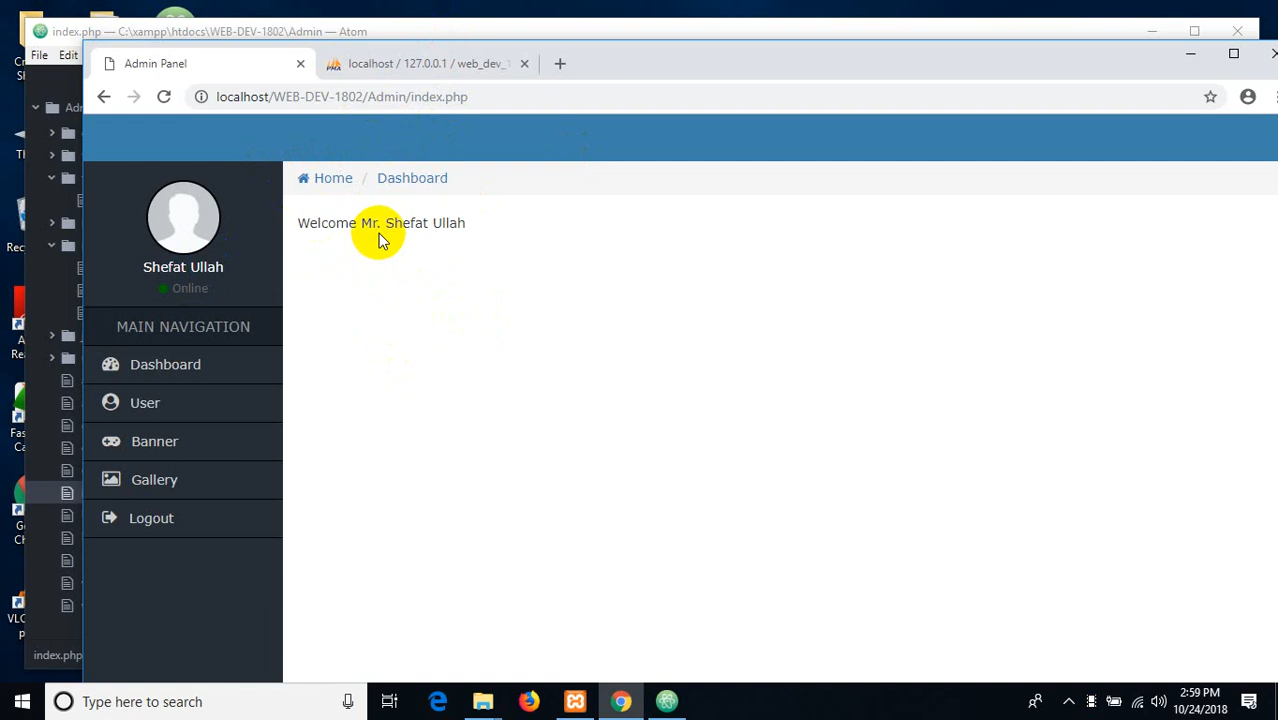 index.php — C:\xampp\htdocs\WEB-DEV-1802\Admin — Atom
File Edit
Admin Panel
localhost / 127.0.0.1 / web_dev_1
localhost/WEB-DEV-1802/Admin/index.php
Home / Dashboard
Welcome Mr. Shefat Ullah
Shefat Ullah
Online
MAIN NAVIGATION
Dashboard
User
Banner
Gallery
Logout
index.php
Type here to search
2:59 PM
10/24/2018